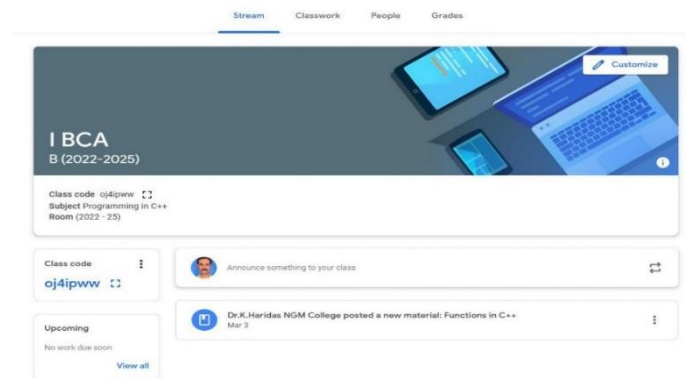 Stream Classwork People Grades
Customize
I BCA
B (2022-2025)
Class code oj4ipww
Subject Programming in C++
Room (2022 - 25)
Class code
oj4ipww
Announce something to your class
Dr.K.Haridas NGM College posted a new material: Functions in C++
Mar 3
Upcoming
No work due soon
View all